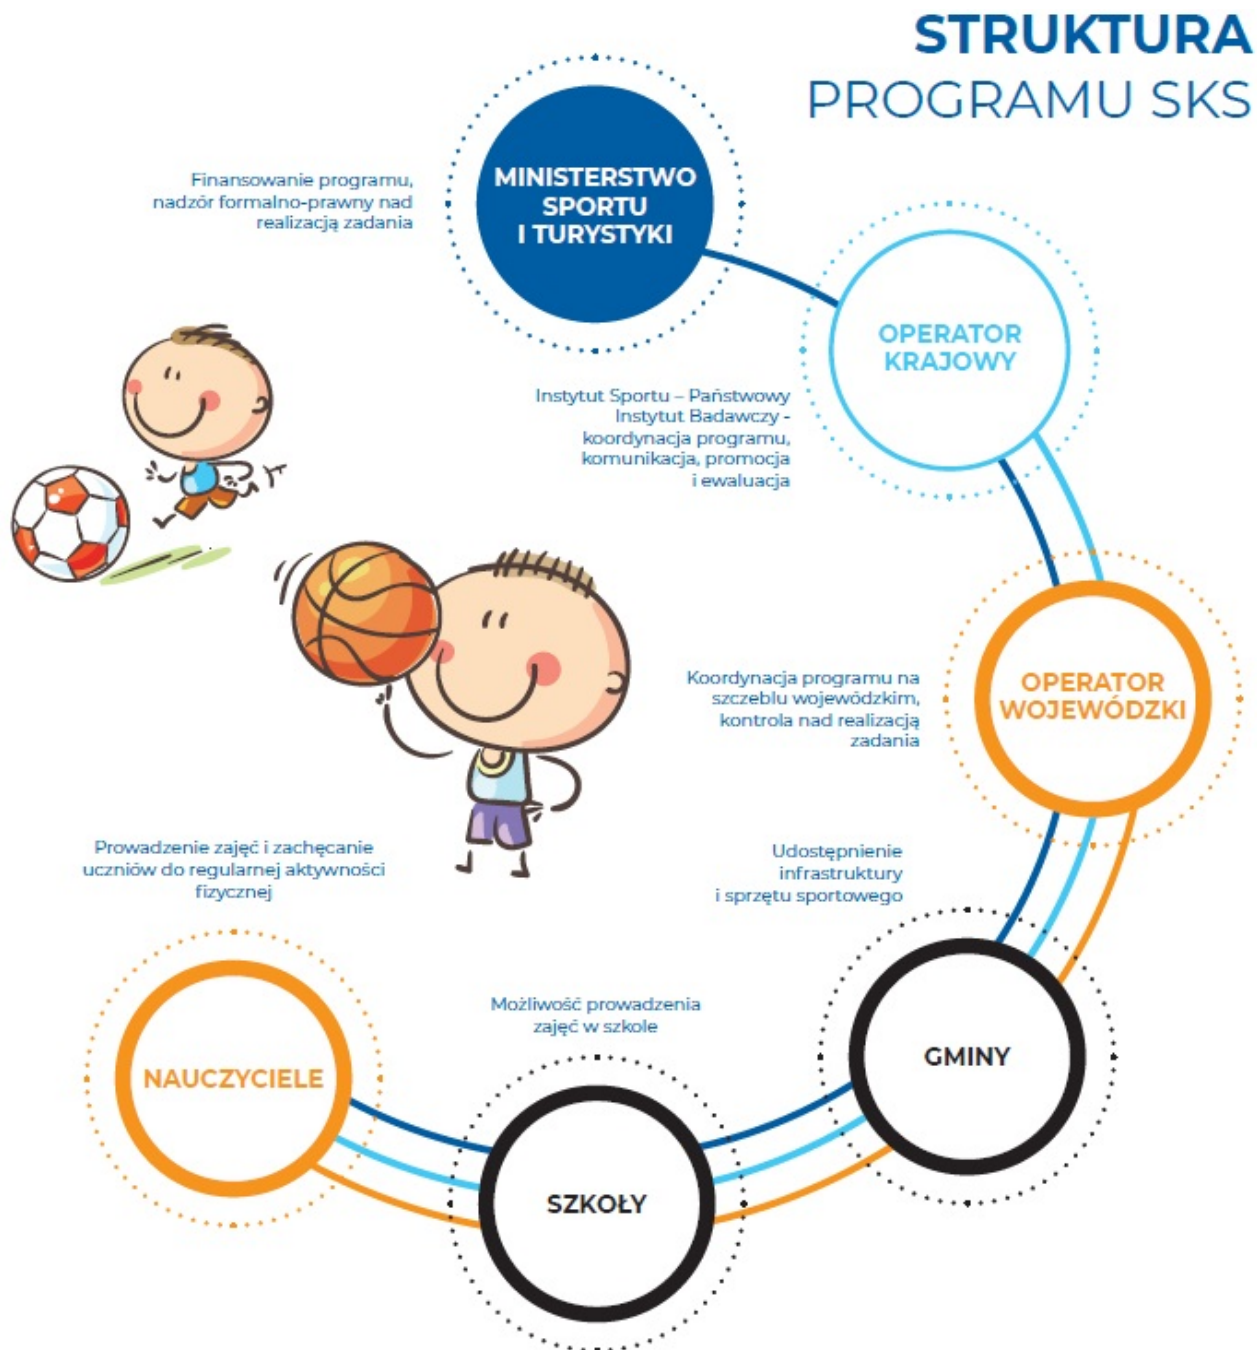 STRUKTURA
PROGRAMU SKS
MINISTERSTWO
SPORTU
I TURYSTYKI
Finansowanie programu,
nadzór formalno-prawny nad
realizacją zadania
OPERATOR
KRAJOWY
Instytut Sportu – Państwowy
Instytut Badawczy -
koordynacja programu,
komunikacja, promocja
i ewaluacja
OPERATOR
WOJEWÓDZKI
Koordynacja programu na
szczeblu wojewódzkim,
kontrola nad realizacją
zadania
GMINY
Udostępnienie
infrastruktury
i sprzętu sportowego
SZKOŁY
Możliwość prowadzenia
zajęć w szkole
NAUCZYCIELE
Prowadzenie zajęć i zachęcanie
uczniów do regularnej aktywności
fizycznej